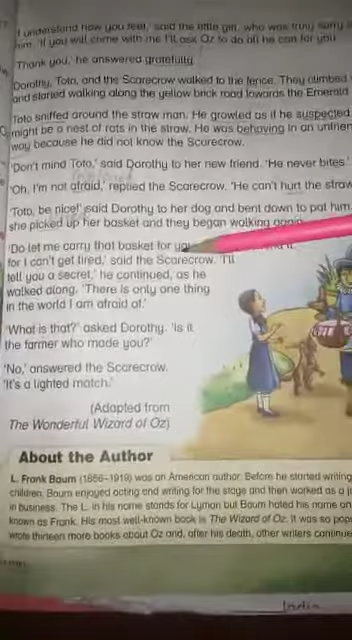 I understand how you feel,' said the little girl, who was truly sorry
him. 'If you will come with me I'll ask Oz to do all he can for you
Thank you,' he answered gratefully.
Dorothy, Toto, and the Scarecrow walked to the fence. They climbed
and started walking along the yellow brick road towards the Emerald
Toto sniffed around the straw man. He growled as if he suspected
might be a nest of rats in the straw. He was behaving in an unfrien
way because he did not know the Scarecrow.
'Don't mind Toto,' said Dorothy to her new friend. 'He never bites.'
'Oh, I'm not afraid,' replied the Scarecrow. 'He can't hurt the straw
'Toto, be nice!' said Dorothy to her dog and bent down to pat him.
she picked up her basket and they began walking again.
'Do let me carry that basket for you
for I can't get tired,' said the Scarecrow. 'I'll
tell you a secret,' he continued, as he
walked along. 'There is only one thing
in the world I am afraid of.'
'What is that?' asked Dorothy. 'Is it
the farmer who made you?'
'No,' answered the Scarecrow.
'It's a lighted match.'
(Adapted from
The Wonderful Wizard of Oz)
About the Author
L. Frank Baum (1856–1919) was an American author. Before he started writing
children, Baum enjoyed acting and writing for the stage and then worked as a j
in business. The L. in his name stands for Lyman but Baum hated his name an
known as Frank. His most well-known book is The Wizard of Oz. It was so pop
wrote thirteen more books about Oz and, after his death, other writers continue
India